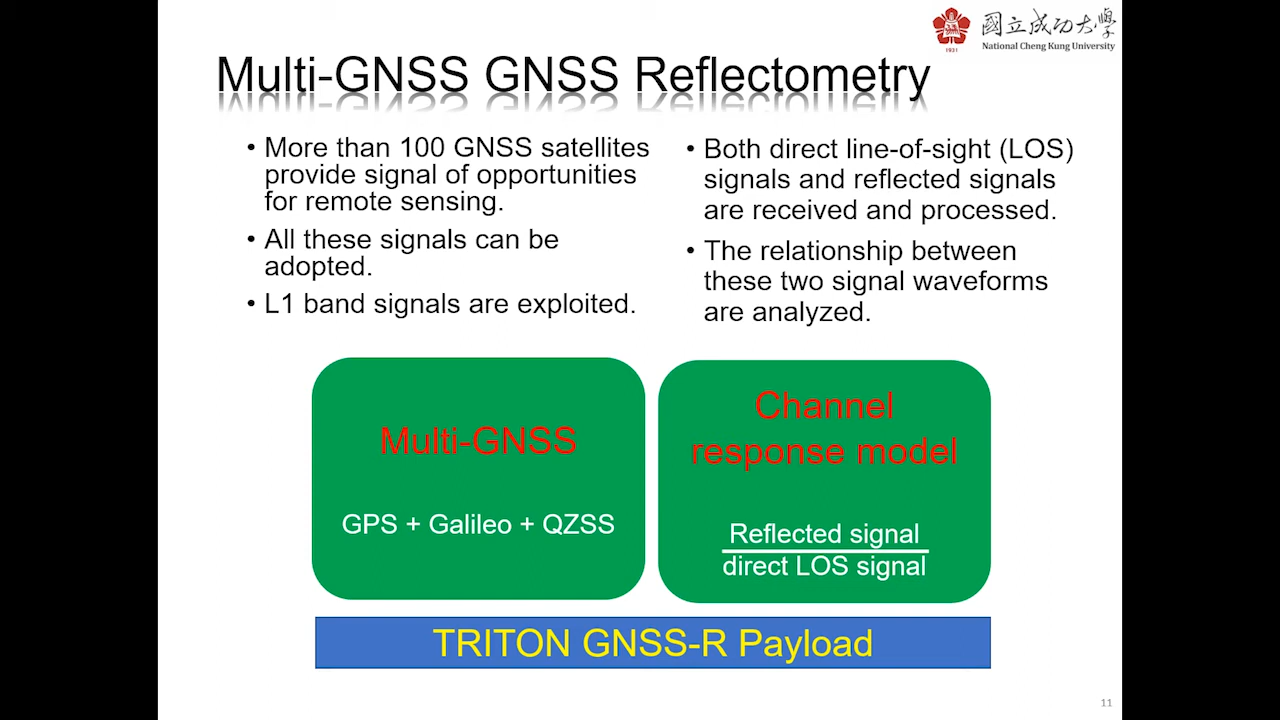 國立成功大學
National Cheng Kung University
1931
Multi-GNSS GNSS Reflectometry
• More than 100 GNSS satellites
provide signal of opportunities
for remote sensing.
• All these signals can be
adopted.
• L1 band signals are exploited.
• Both direct line-of-sight (LOS)
signals and reflected signals
are received and processed.
• The relationship between
these two signal waveforms
are analyzed.
Multi-GNSS
GPS + Galileo + QZSS
Channel
response model
Reflected signal
direct LOS signal
TRITON GNSS-R Payload
11